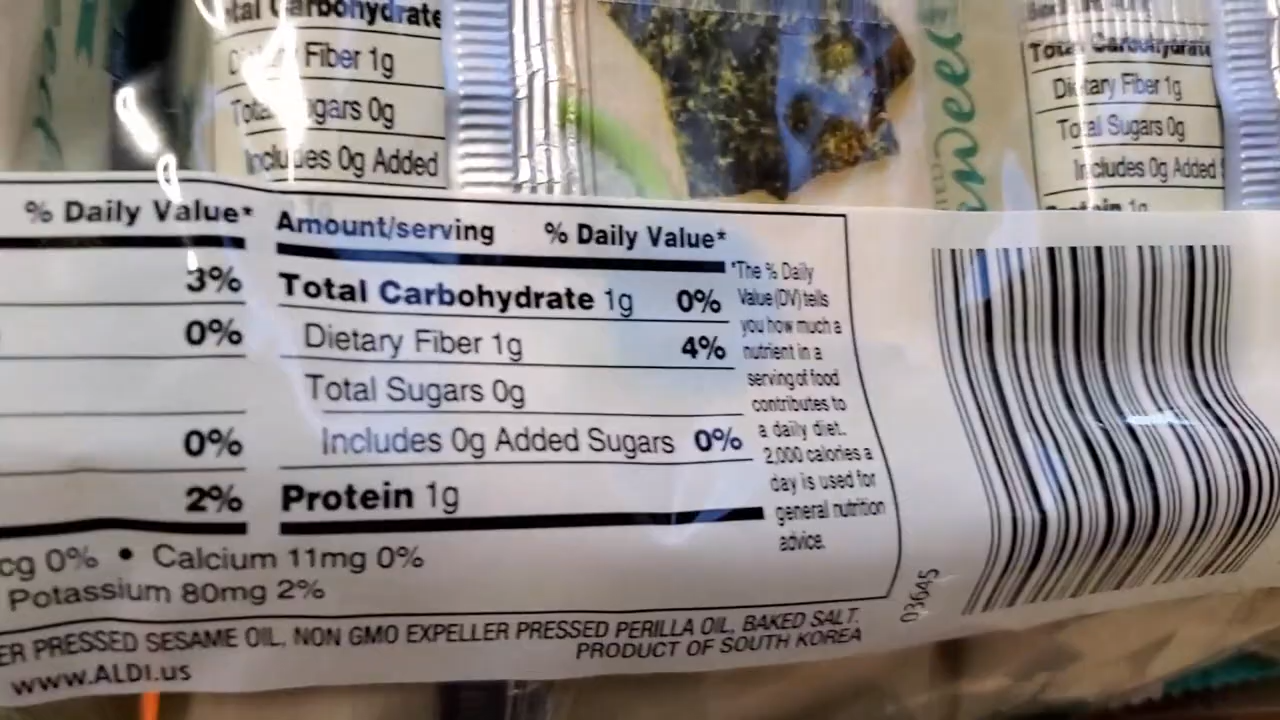 Fiber 1g
Includes 0g Added
Total
Dietary Fiber 1g
Total Sugars 0g
Includes 0g Added
% Daily Value*
3%
0%
0%
2%
Amount/serving % Daily Value*
Total Carbohydrate 1g 0%
Dietary Fiber 1g 4%
Total Sugars 0g
Includes 0g Added Sugars 0%
Protein 1g
*The % Daily
Value (DV) tells
you how much a
nutrient in a
serving of food
contributes to
a daily diet.
2,000 calories a
day is used for
general nutrition
advice.
cg 0% • Calcium 11mg 0%
Potassium 80mg 2%
ER PRESSED SESAME OIL, NON GMO EXPELLER PRESSED PERILLA OIL, BAKED SALT.
PRODUCT OF SOUTH KOREA
www.ALDI.us
03645